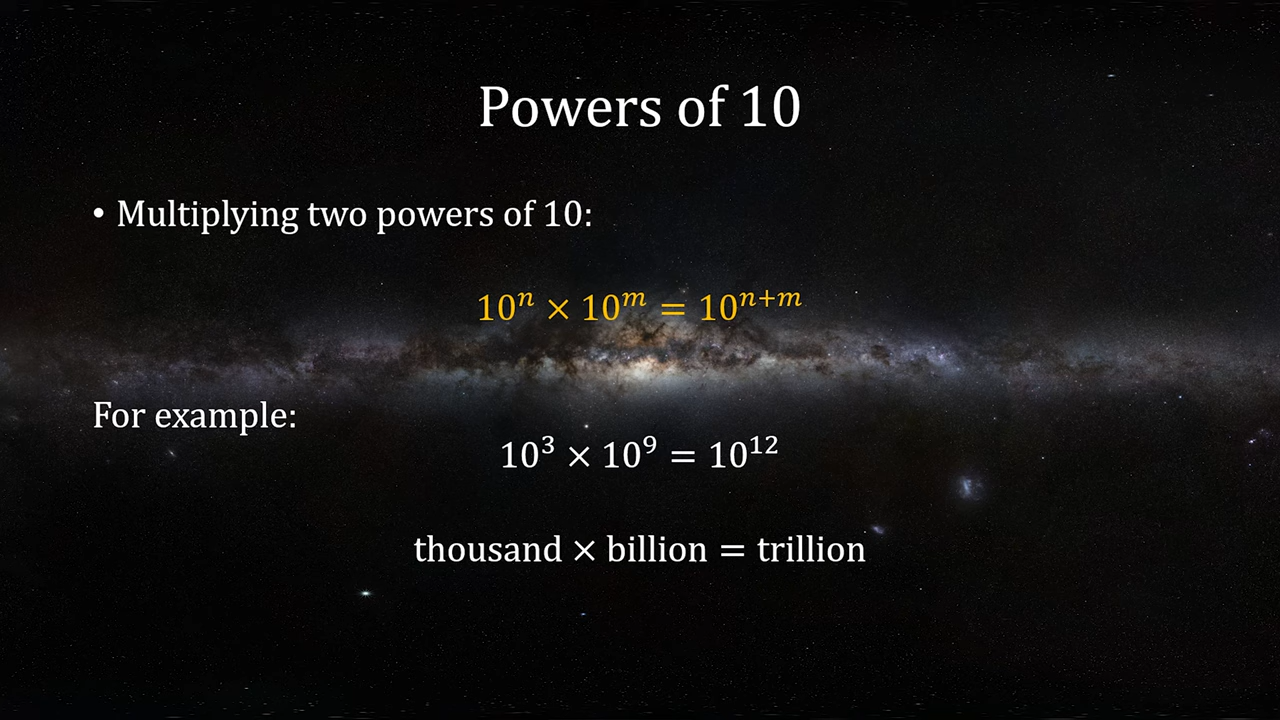 Powers of 10
• Multiplying two powers of 10:
10ⁿ × 10ᵐ = 10ⁿ⁺ᵐ
For example:
10³ × 10⁹ = 10¹²
thousand × billion = trillion